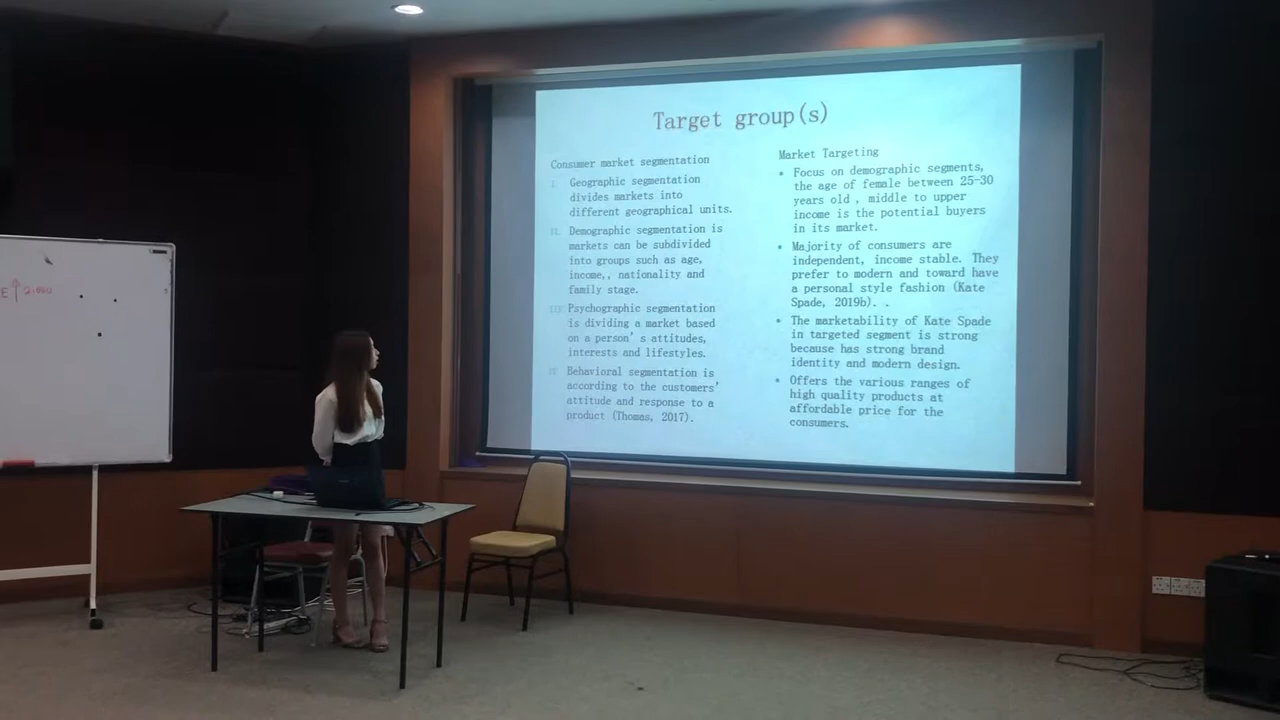 Target group(s)
Consumer market segmentation
I. Geographic segmentation
divides markets into
different geographical units.
II. Demographic segmentation is
markets can be subdivided
into groups such as age,
income,, nationality and
family stage.
III. Psychographic segmentation
is dividing a market based
on a person's attitudes,
interests and lifestyles.
IV. Behavioral segmentation is
according to the customers'
attitude and response to a
product (Thomas, 2017).
Market Targeting
• Focus on demographic segments,
the age of female between 25-30
years old , middle to upper
income is the potential buyers
in its market.
• Majority of consumers are
independent, income stable. They
prefer to modern and toward have
a personal style fashion (Kate
Spade, 2019b). .
• The marketability of Kate Spade
in targeted segment is strong
because has strong brand
identity and modern design.
• Offers the various ranges of
high quality products at
affordable price for the
consumers.